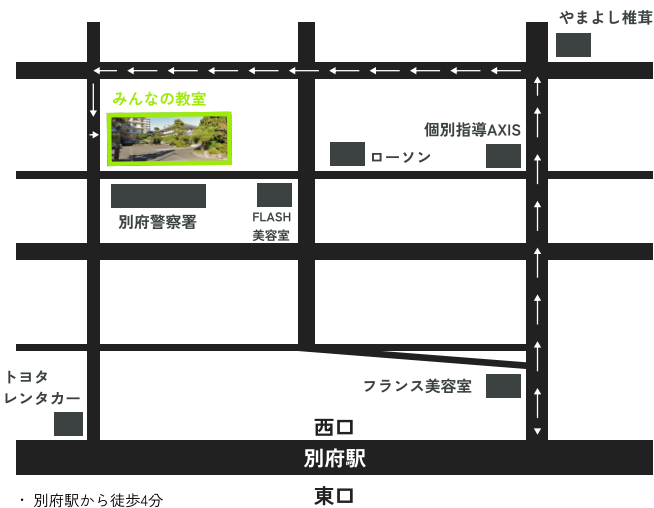 やまよし椎茸
みんなの教室
個別指導AXIS
ローソン
別府警察署
FLASH
美容室
トヨタ
レンタカー
フランス美容室
西口
別府駅
東口
・ 別府駅から徒歩4分